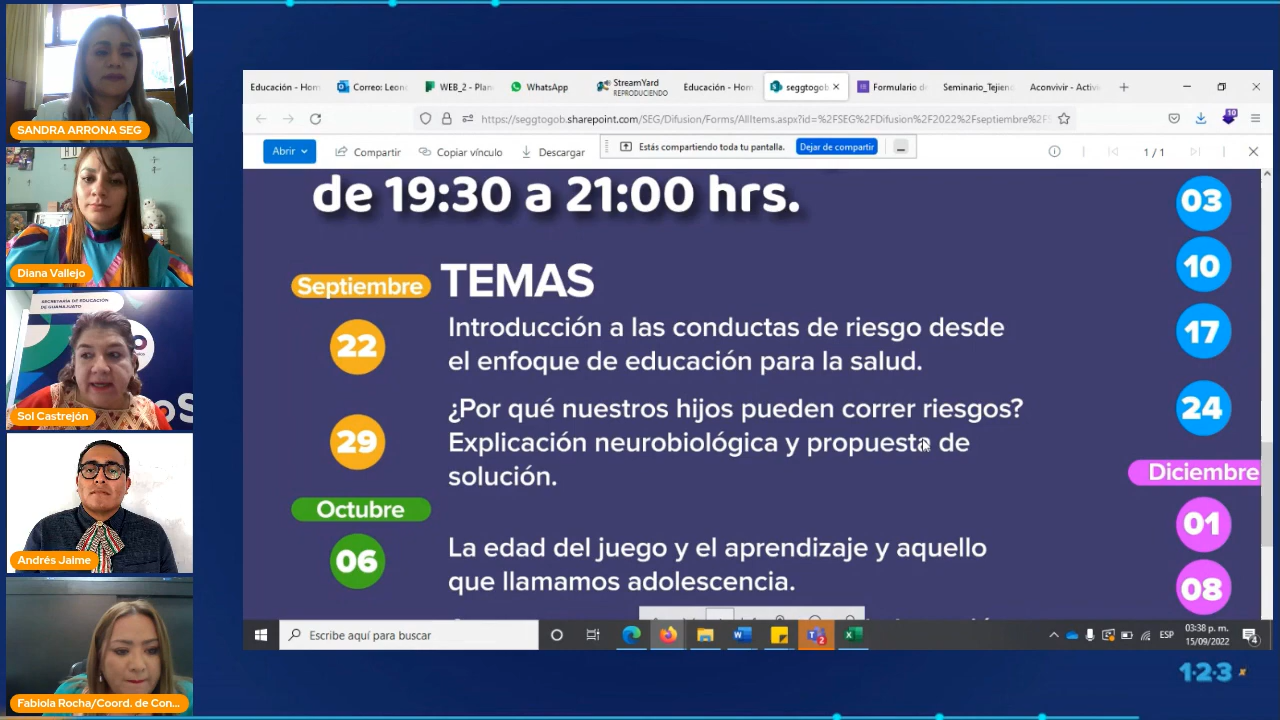 SANDRA ARRONA SEG
Diana Vallejo
SECRETARÍA DE EDUCACIÓN
DE GUANAJUATO
Sol Castrejón
Andrés Jaime
Fabiola Rocha/Coord. de Con...
Educación - Hom
Correo: Leon
WEB_2 - Plan
WhatsApp
StreamYard
REPRODUCIENDO
Educación - Hom
seggtogob
Formulario de
Seminario_Tejien
Aconvivir - Activ
https://seggtogob.sharepoint.com/SEG/Difusion/Forms/AllItems.aspx?id=%2FSEG%2FDifusion%2F2022%2Fseptiembre%2FS
10
Abrir
Compartir
Copiar vínculo
Descargar
Estás compartiendo toda tu pantalla.
Dejar de compartir
1 / 1
de 19:30 a 21:00 hrs.
Septiembre
TEMAS
22
Introducción a las conductas de riesgo desde
el enfoque de educación para la salud.
29
¿Por qué nuestros hijos pueden correr riesgos?
Explicación neurobiológica y propuesta de
solución.
Octubre
06
La edad del juego y el aprendizaje y aquello
que llamamos adolescencia.
03
10
17
24
Diciembre
01
08
Escribe aquí para buscar
ESP
03:38 p. m.
15/09/2022
4
1·2·3